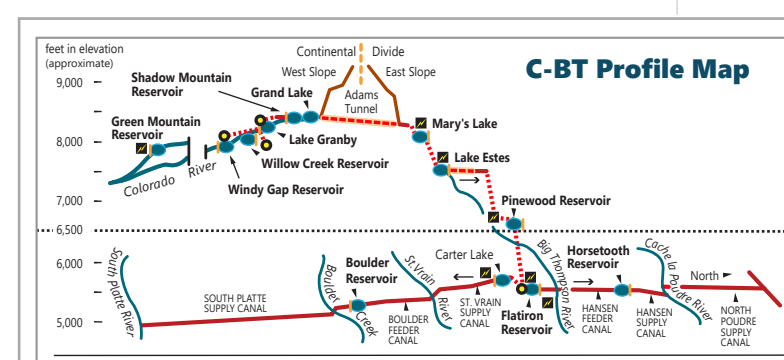 feet in elevation
(approximate)
Continental
Divide
C-BT Profile Map
West Slope
East Slope
9,000
Shadow Mountain
Reservoir
Grand Lake
Adams
Tunnel
Green Mountain
Reservoir
Mary's Lake
8,000
Lake Granby
Lake Estes
Willow Creek Reservoir
Colorado
River
Windy Gap Reservoir
7,000
Pinewood Reservoir
6,500
South Platte River
Boulder
Creek
St.Vrain
River
Big Thompson River
Cache la Poudre River
Carter Lake
Horsetooth
Reservoir
Boulder
Reservoir
6,000
North
SOUTH PLATTE
SUPPLY CANAL
5,000
BOULDER
FEEDER
CANAL
ST. VRAIN
SUPPLY
CANAL
Flatiron
Reservoir
HANSEN
FEEDER
CANAL
HANSEN
SUPPLY
CANAL
NORTH
POUDRE
SUPPLY
CANAL